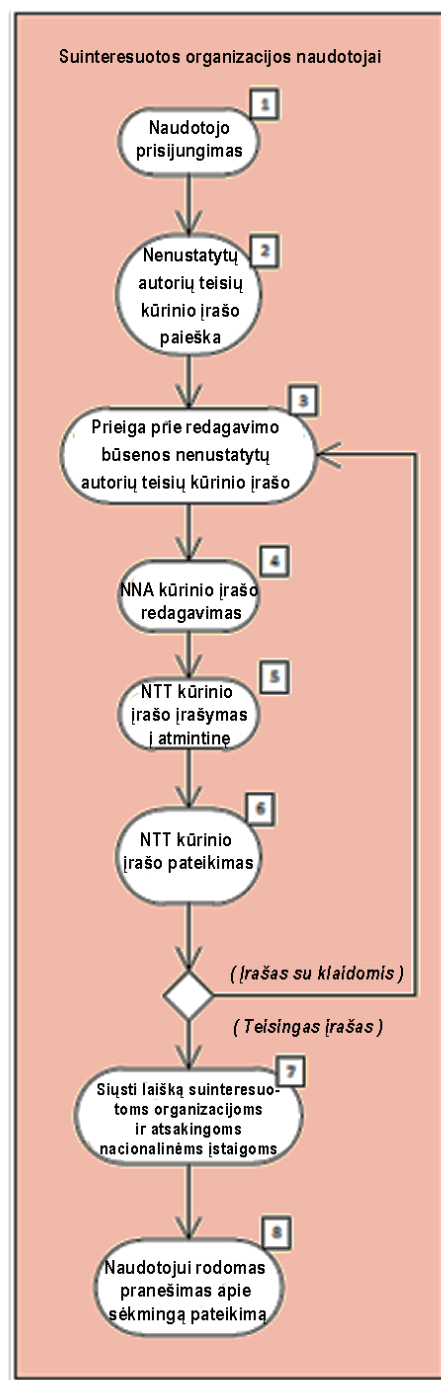 Suinteresuotos organizacijos naudotojai
1
Naudotojo
prisijungimas
2
Nenustatytų
autorių teisių
kūrinio įrašo
paieška
3
Prieiga prie redagavimo
būsenos nenustatytų
autorių teisių kūrinio įrašo
4
NNA kūrinio įrašo
redagavimas
5
NTT kūrinio
įrašo įrašymas
į atmintinę
6
NTT kūrinio
įrašo pateikimas
( Įrašas su klaidomis )
( Teisingas įrašas )
7
Siųsti laišką suinteresuo-
toms organizacijoms
ir atsakingoms
nacionalinėms įstaigoms
8
Naudotojui rodomas
pranešimas apie
sėkmingą pateikimą